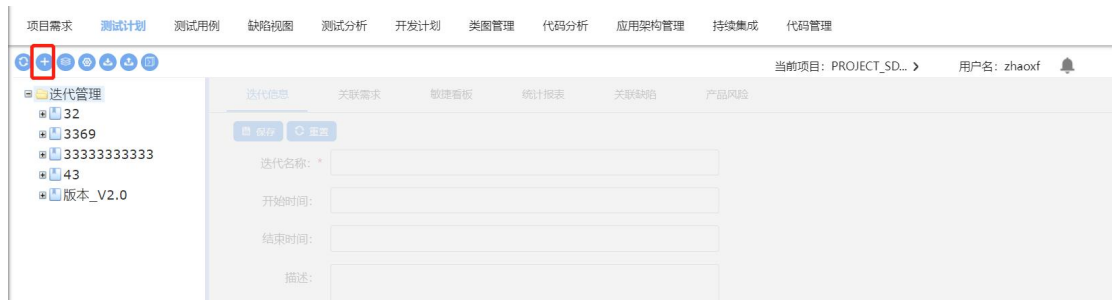 项目需求 测试计划 测试用例 缺陷视图 测试分析 开发计划 类图管理 代码分析 应用架构管理 持续集成 代码管理
当前项目: PROJECT_SD... 用户名: zhaoxf
迭代管理
32
3369
33333333333
43
版本_V2.0
迭代信息 关联需求 敏捷看板 统计报表 关联缺陷 产品风险
保存 重置
迭代名称: *
开始时间:
结束时间:
描述: